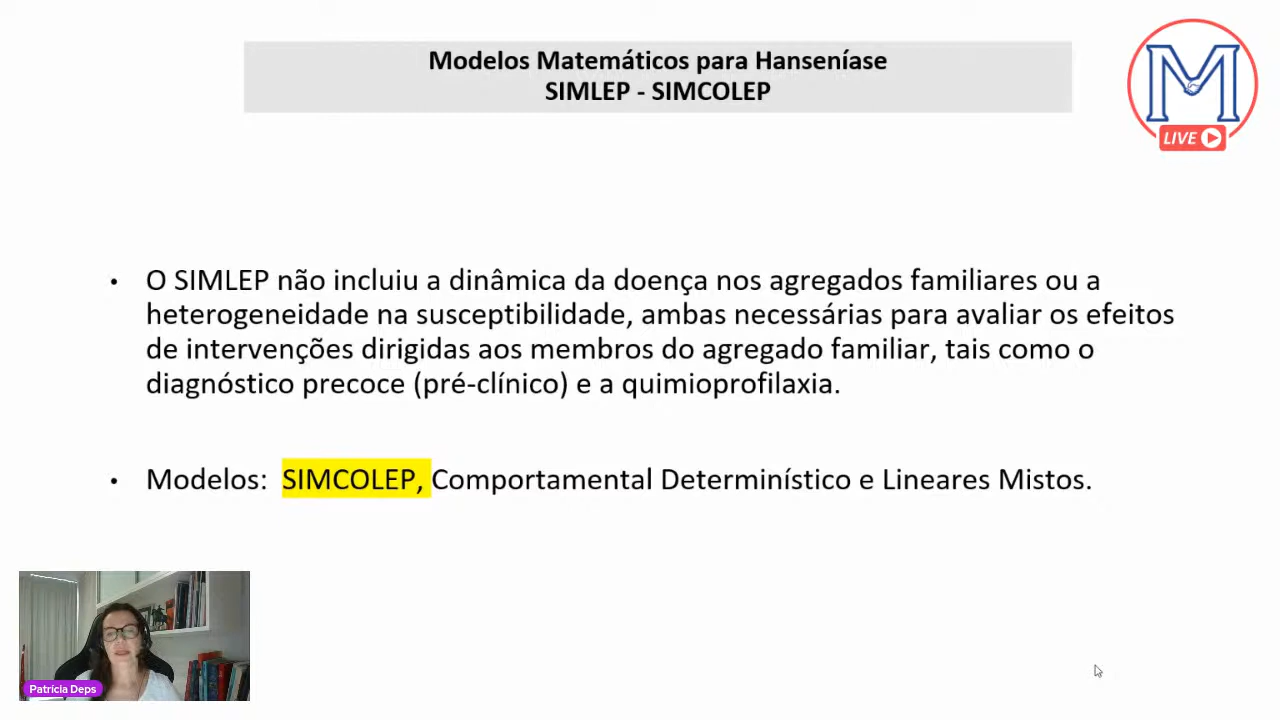 Modelos Matemáticos para Hanseníase
SIMLEP - SIMCOLEP
M
LIVE
• O SIMLEP não incluiu a dinâmica da doença nos agregados familiares ou a
heterogeneidade na susceptibilidade, ambas necessárias para avaliar os efeitos
de intervenções dirigidas aos membros do agregado familiar, tais como o
diagnóstico precoce (pré-clínico) e a quimioprofilaxia.
• Modelos: SIMCOLEP, Comportamental Determinístico e Lineares Mistos.
Patrícia Deps